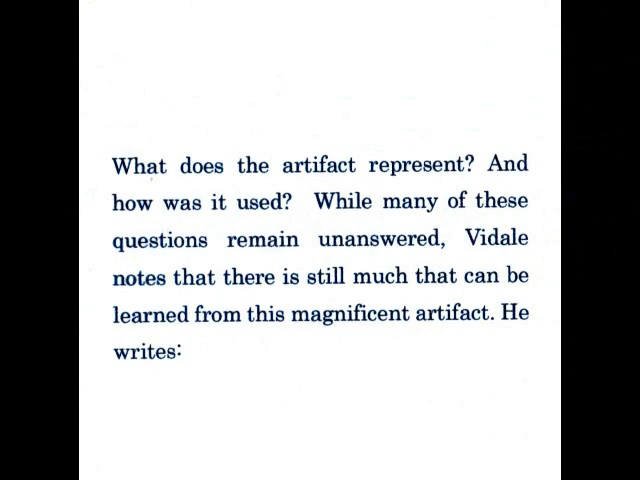 What does the artifact represent? And
how was it used? While many of these
questions remain unanswered, Vidale
notes that there is still much that can be
learned from this magnificent artifact. He
writes: